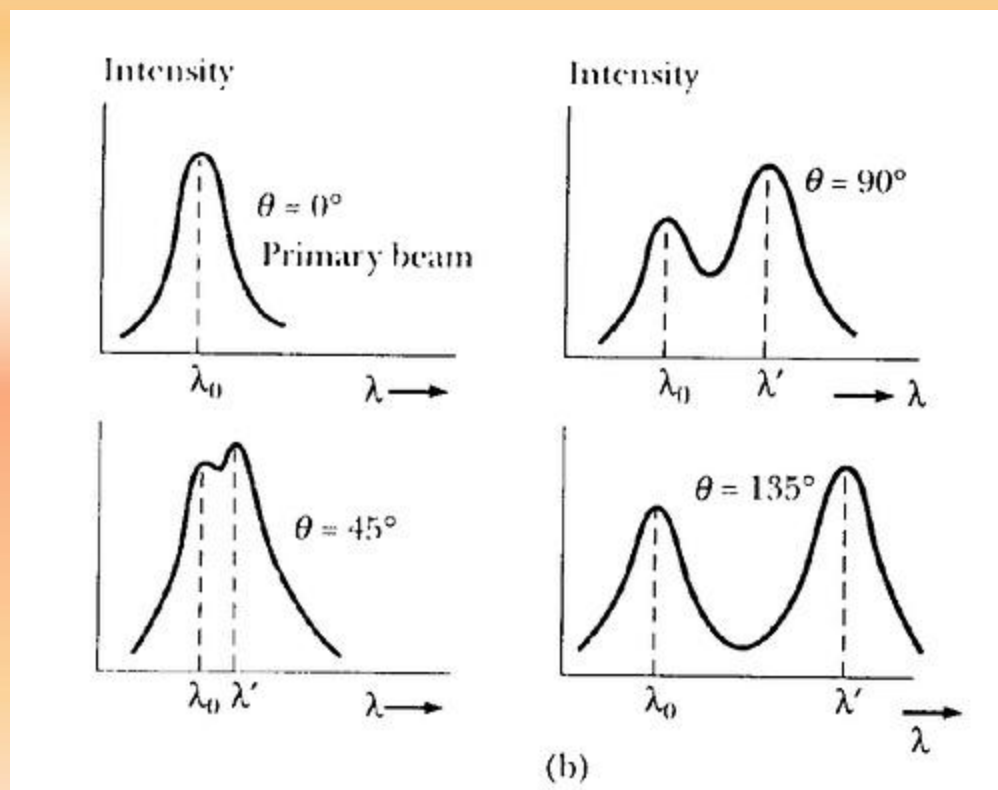 Intensity
θ = 0°
Primary beam
λ₀
λ
Intensity
θ = 90°
λ₀
λ′
λ
θ = 45°
λ₀
λ′
λ
θ = 135°
λ₀
λ′
λ
(b)